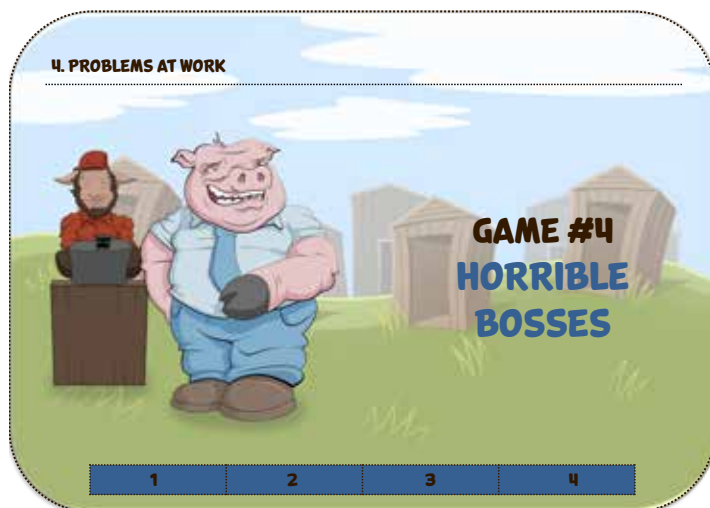 4. PROBLEMS AT WORK
GAME #4
HORRIBLE
BOSSES
1 2 3 4